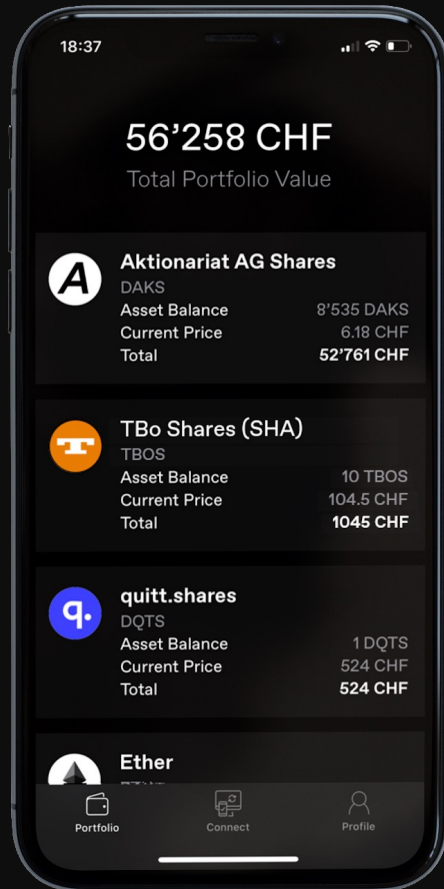 18:37
56’258 CHF
Total Portfolio Value
A
Aktionariat AG Shares
DAKS
Asset Balance 8’535 DAKS
Current Price 6.18 CHF
Total 52’761 CHF
TBo Shares (SHA)
TBOS
Asset Balance 10 TBOS
Current Price 104.5 CHF
Total 1045 CHF
q.
quitt.shares
DQTS
Asset Balance 1 DQTS
Current Price 524 CHF
Total 524 CHF
Ether
Portfolio Connect Profile